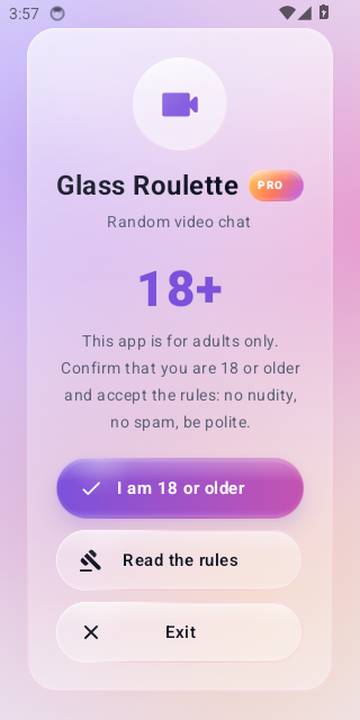 3:57
Glass Roulette PRO
Random video chat
18+
This app is for adults only.
Confirm that you are 18 or older
and accept the rules: no nudity,
no spam, be polite.
I am 18 or older
Read the rules
Exit